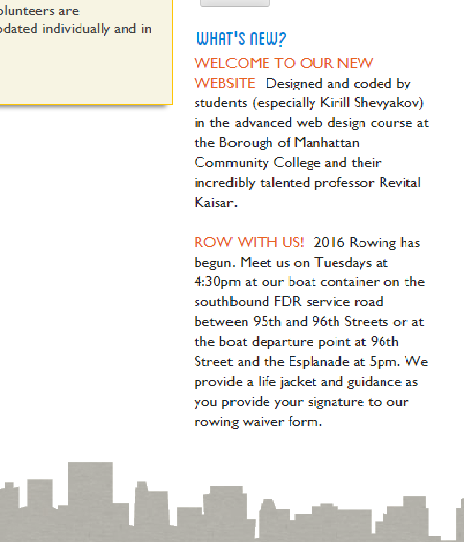 olunteers are
dated individually and in
WHAT'S NEW?
WELCOME TO OUR NEW
WEBSITE Designed and coded by
students (especially Kirill Shevyakov)
in the advanced web design course at
the Borough of Manhattan
Community College and their
incredibly talented professor Revital
Kaisar.
ROW WITH US! 2016 Rowing has
begun. Meet us on Tuesdays at
4:30pm at our boat container on the
southbound FDR service road
between 95th and 96th Streets or at
the boat departure point at 96th
Street and the Esplanade at 5pm. We
provide a life jacket and guidance as
you provide your signature to our
rowing waiver form.